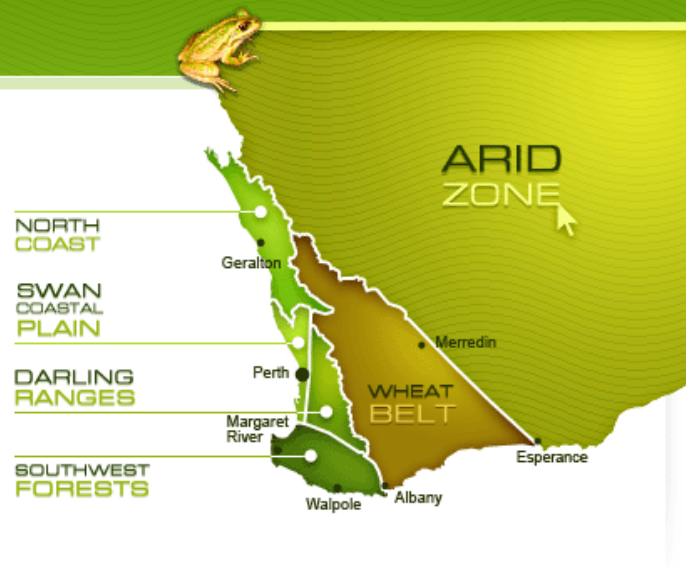 ARID
ZONE
NORTH
COAST
Geralton
SWAN
COASTAL
PLAIN
Merredin
Perth
DARLING
RANGES
WHEAT
BELT
Margaret
River
Esperance
SOUTHWEST
FORESTS
Albany
Walpole